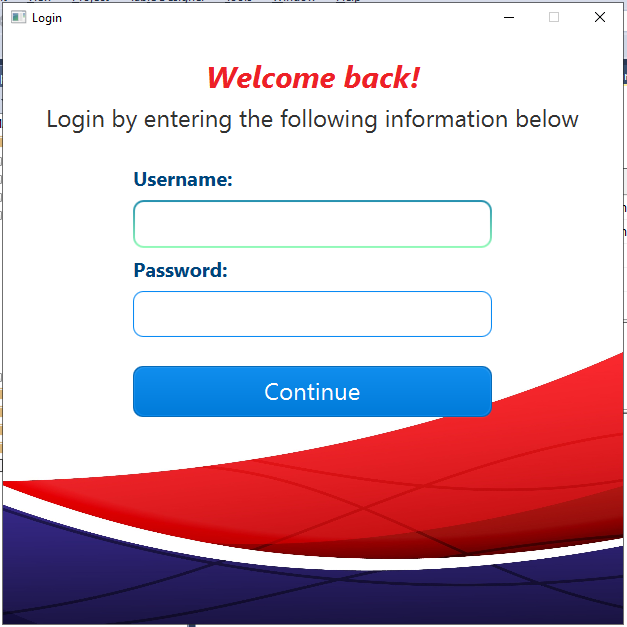 Login
Welcome back!
Login by entering the following information below
Username:
Password:
Continue